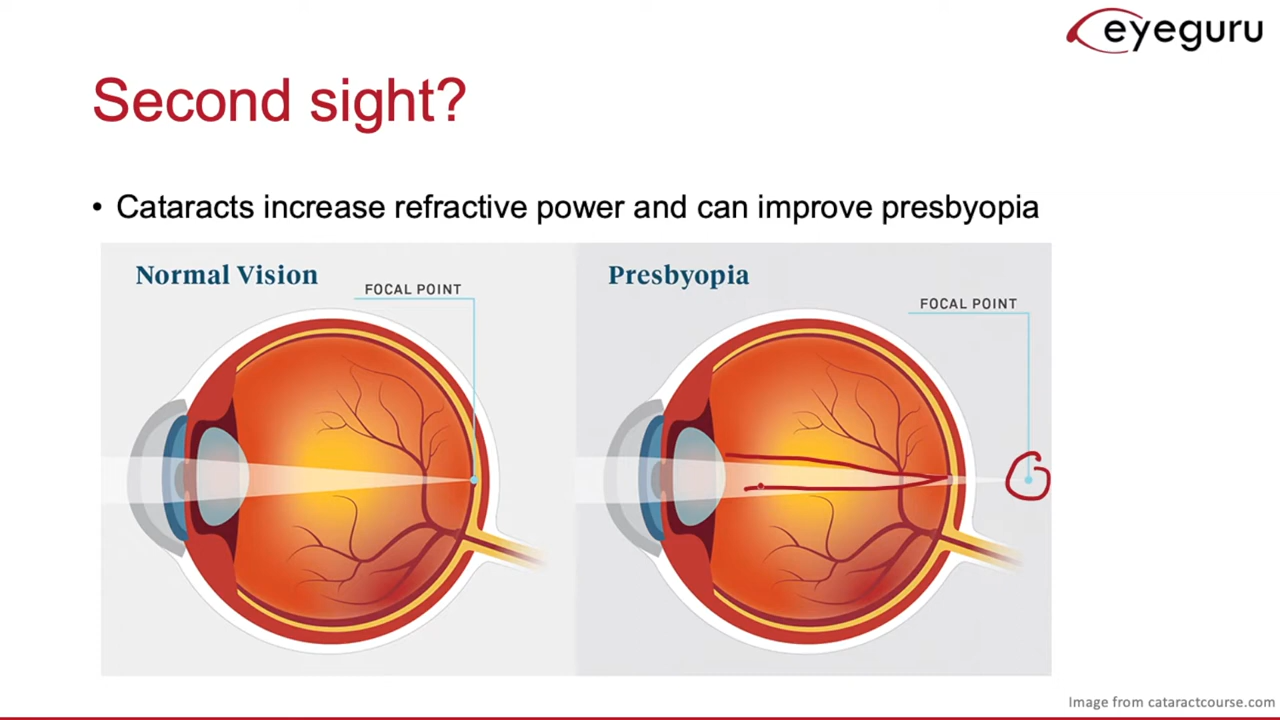 eyeguru
Second sight?
• Cataracts increase refractive power and can improve presbyopia
Normal Vision
FOCAL POINT
Presbyopia
FOCAL POINT
Image from cataractcourse.com